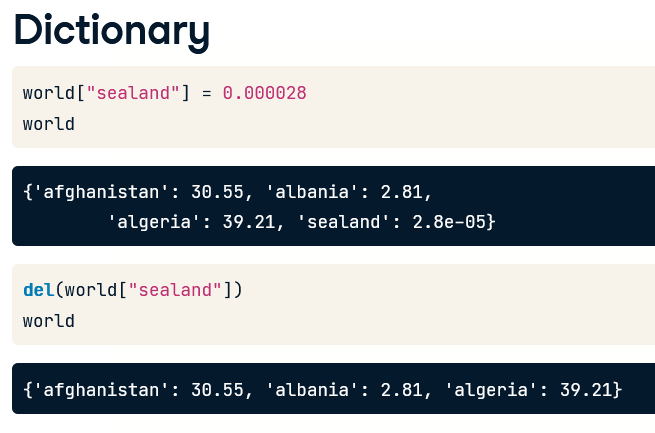 Dictionary
world["sealand"] = 0.000028
world
{'afghanistan': 30.55, 'albania': 2.81,
'algeria': 39.21, 'sealand': 2.8e-05}
del(world["sealand"])
world
{'afghanistan': 30.55, 'albania': 2.81, 'algeria': 39.21}